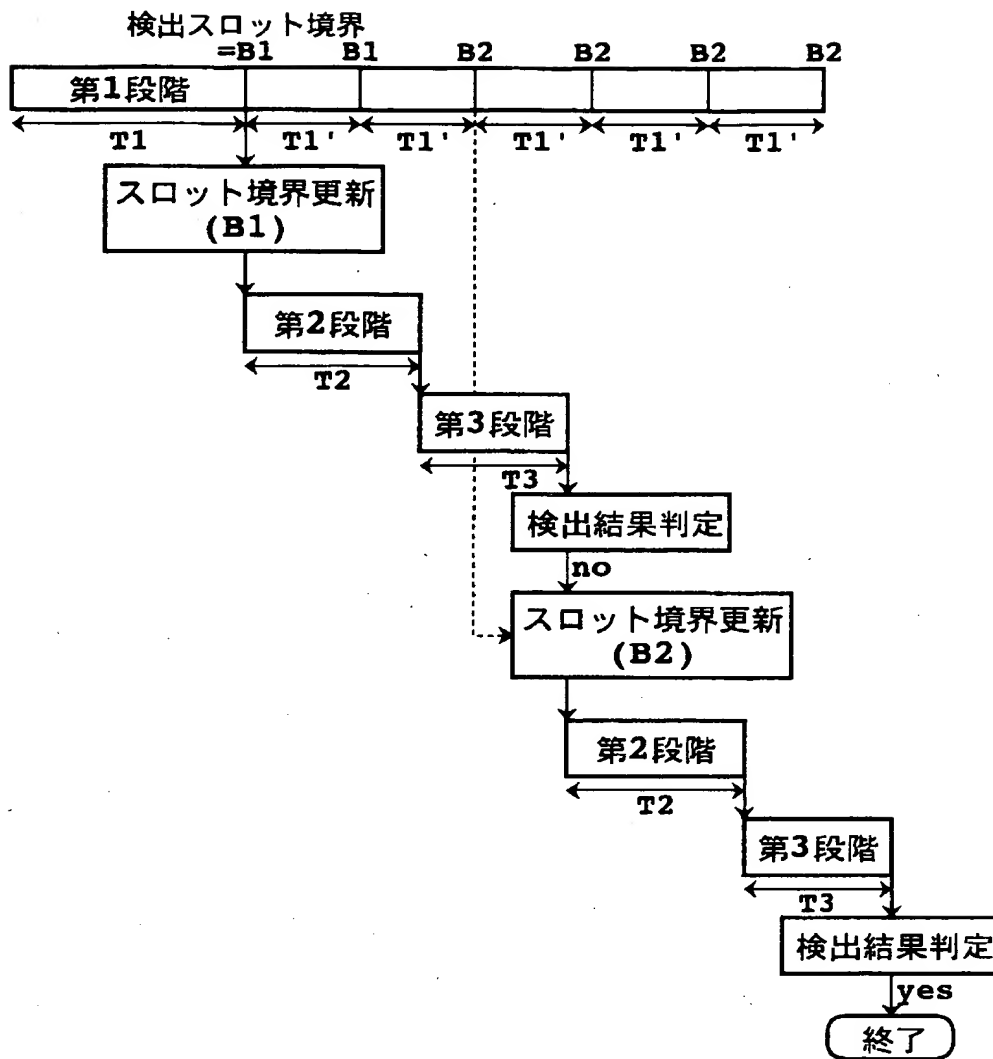 検出スロット境界
=B1 B1 B2 B2 B2 B2
第1段階
T1 T1' T1' T1' T1' T1'
スロット境界更新
(B1)
第2段階
T2
第3段階
T3
検出結果判定
no
スロット境界更新
(B2)
第2段階
T2
第3段階
T3
検出結果判定
yes
終了